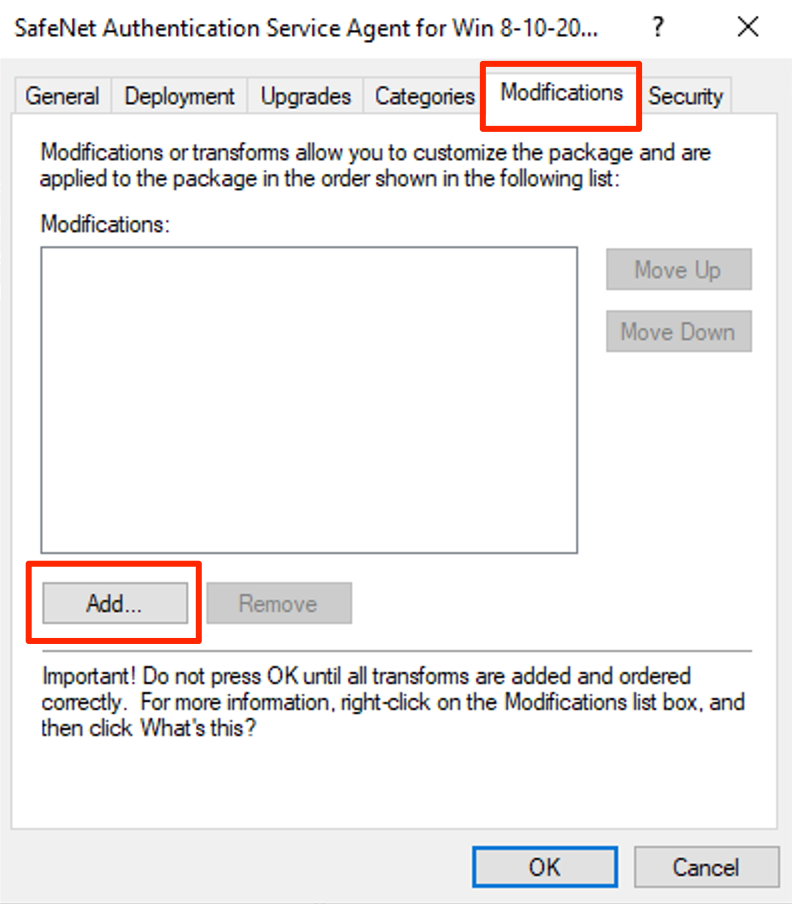 SafeNet Authentication Service Agent for Win 8-10-20... ?
General Deployment Upgrades Categories Modifications Security
Modifications or transforms allow you to customize the package and are
applied to the package in the order shown in the following list:
Modifications:
Move Up
Move Down
Add... Remove
Important! Do not press OK until all transforms are added and ordered
correctly.  For more information, right-click on the Modifications list box, and
then click What's this?
OK Cancel